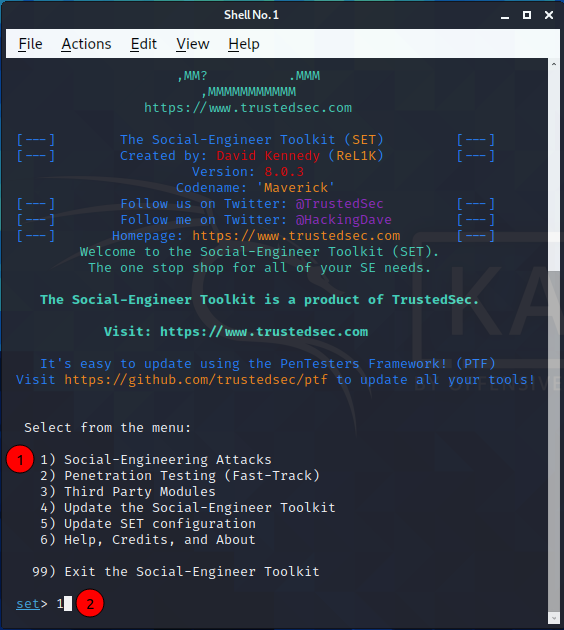 Shell No. 1
File Actions Edit View Help
,MM? .MMM
,MMMMMMMMMMM
https://www.trustedsec.com
[---] The Social-Engineer Toolkit (SET) [---]
[---] Created by: David Kennedy (ReL1K) [---]
Version: 8.0.3
Codename: 'Maverick'
[---] Follow us on Twitter: @TrustedSec [---]
[---] Follow me on Twitter: @HackingDave [---]
[---] Homepage: https://www.trustedsec.com [---]
Welcome to the Social-Engineer Toolkit (SET).
The one stop shop for all of your SE needs.
The Social-Engineer Toolkit is a product of TrustedSec.
Visit: https://www.trustedsec.com
It's easy to update using the PenTesters Framework! (PTF)
Visit https://github.com/trustedsec/ptf to update all your tools!
KA
BY OFFENSIVE
Select from the menu:
1 1) Social-Engineering Attacks
2) Penetration Testing (Fast-Track)
3) Third Party Modules
4) Update the Social-Engineer Toolkit
5) Update SET configuration
6) Help, Credits, and About
99) Exit the Social-Engineer Toolkit
set> 1 2